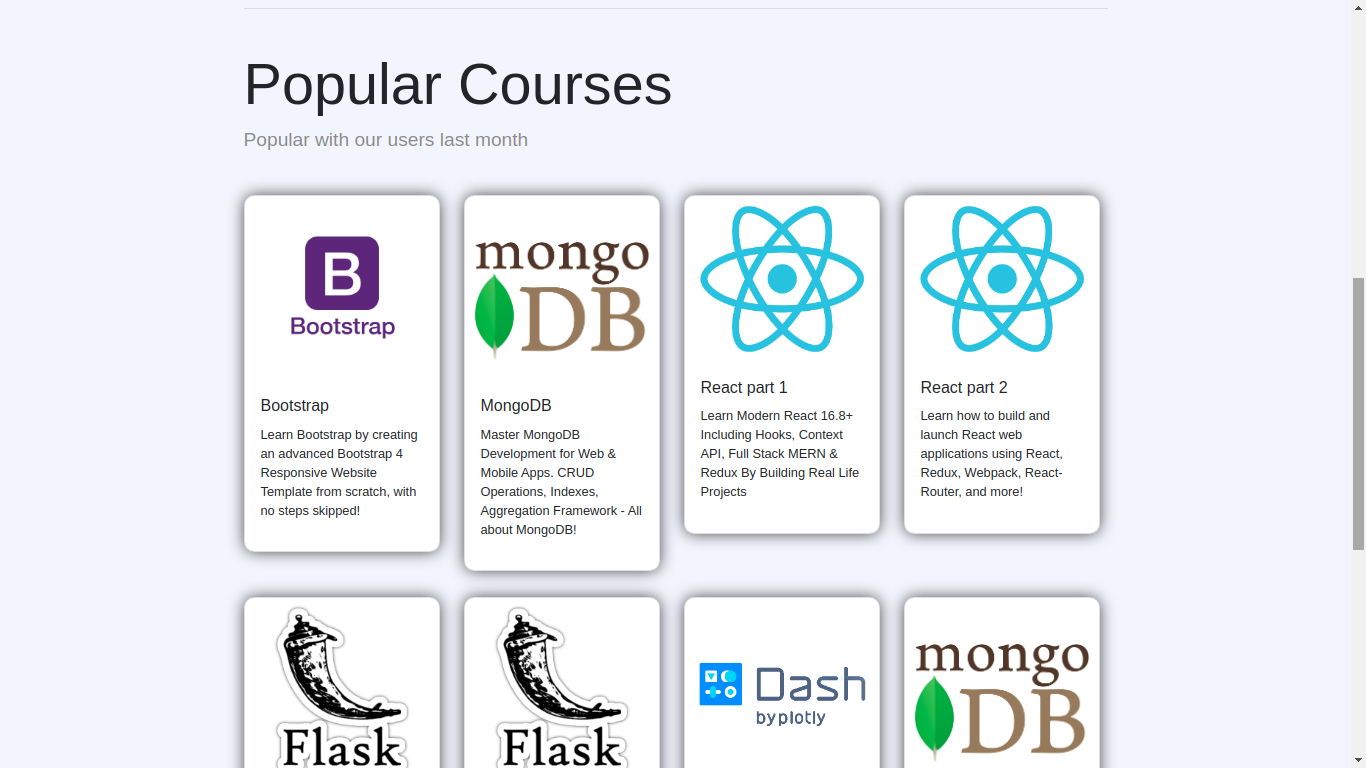 Popular Courses
Popular with our users last month
B
Bootstrap
Bootstrap
Learn Bootstrap by creating
an advanced Bootstrap 4
Responsive Website
Template from scratch, with
no steps skipped!
mongo
DB
MongoDB
Master MongoDB
Development for Web &
Mobile Apps. CRUD
Operations, Indexes,
Aggregation Framework - All
about MongoDB!
React part 1
Learn Modern React 16.8+
Including Hooks, Context
API, Full Stack MERN &
Redux By Building Real Life
Projects
React part 2
Learn how to build and
launch React web
applications using React,
Redux, Webpack, React-
Router, and more!
Flask
Flask
Dash
by plotly
mongo
DB